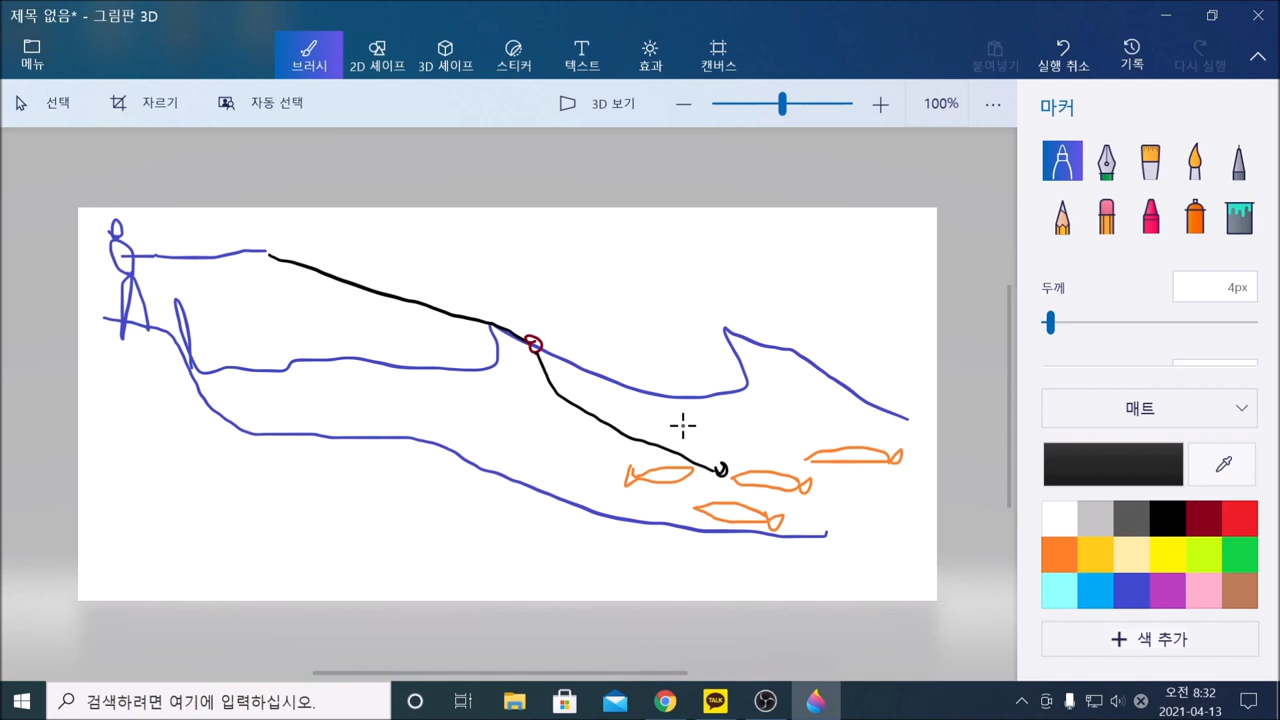 제목 없음* - 그림판 3D
메뉴
브러시
2D 셰이프
3D 셰이프
스티커
텍스트
효과
캔버스
붙여넣기
실행 취소
기록
다시 실행
선택
자르기
자동 선택
3D 보기
100%
마커
두께
4px
매트
색 추가
검색하려면 여기에 입력하십시오.
TALK
오전 8:32
2021-04-13